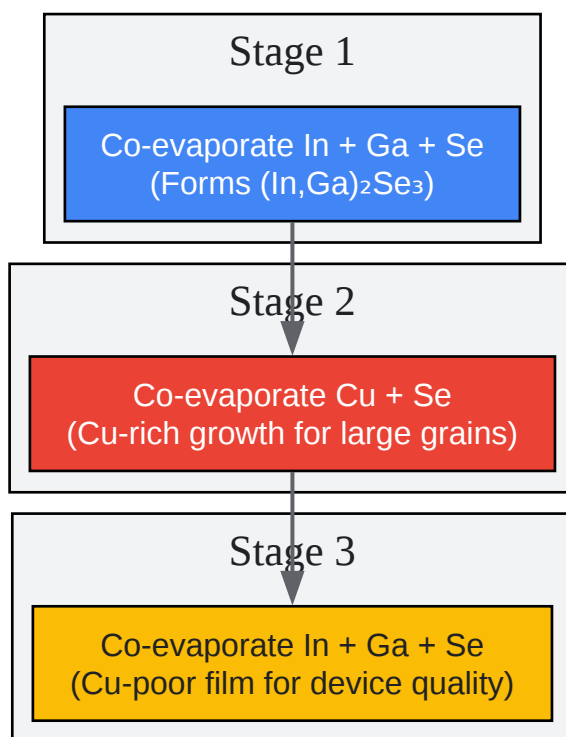 Stage 1
Co-evaporate In + Ga + Se
(Forms (In,Ga)₂Se₃)
Stage 2
Co-evaporate Cu + Se
(Cu-rich growth for large grains)
Stage 3
Co-evaporate In + Ga + Se
(Cu-poor film for device quality)